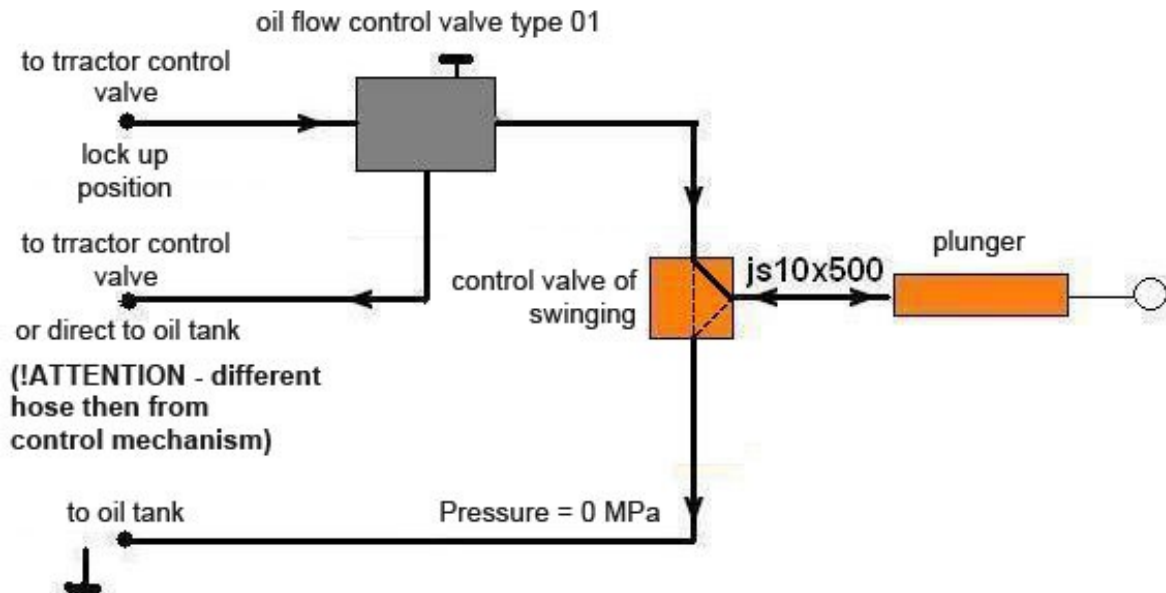 oil flow control valve type 01
to trractor control
valve
lock up
position
to trractor control
valve
or direct to oil tank
(!ATTENTION - different
hose then from
control mechanism)
control valve of
swinging
js10x500
plunger
to oil tank
Pressure = 0 MPa